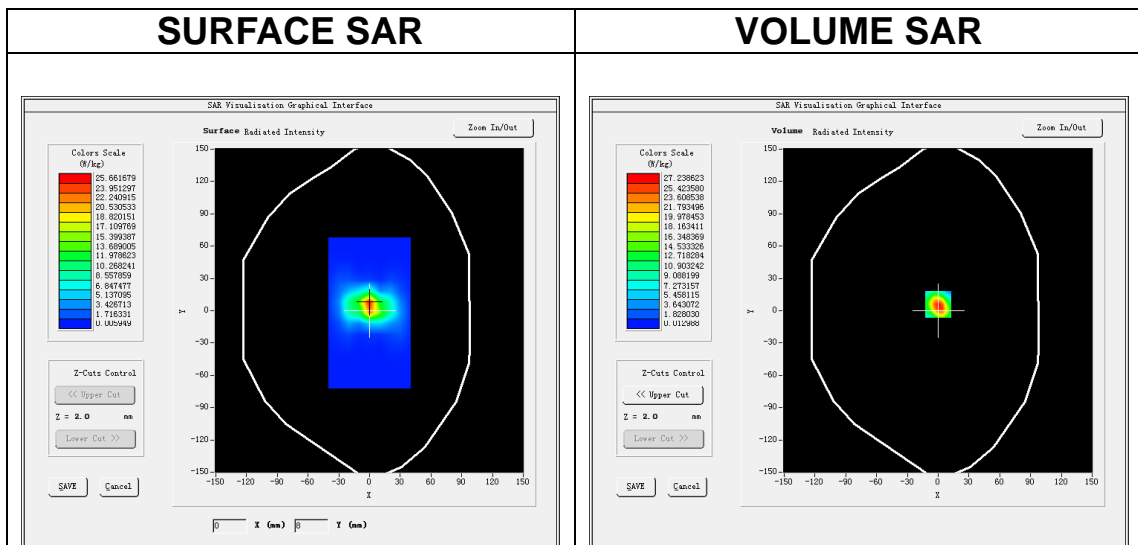 SURFACE SAR
VOLUME SAR
SAR Visualisation Graphical Interface
Surface Radiated Intensity
Zoom In/Out
Colors Scale
(W/kg)
25.661679
23.951297
22.240915
20.530533
18.820151
17.109769
15.399387
13.689005
11.978623
10.268241
8.557859
6.847477
5.137095
3.426713
1.716331
0.005949
150
120
90
60
30
0
-30
-60
-90
-120
-150
Y
-150 -120 -90 -60 -30 0 30 60 90 120 150
X
Z-Cuts Control
<< Upper Cut
Z = 2.0 mm
Lower Cut >>
SAVE Cancel
0 X (mm) 8 Y (mm)
SAR Visualisation Graphical Interface
Volume Radiated Intensity
Zoom In/Out
Colors Scale
(W/kg)
27.238623
25.423580
23.608538
21.793496
19.978453
18.163411
16.348369
14.533326
12.718284
10.903242
9.088199
7.273157
5.458115
3.643072
1.828030
0.012988
150
120
90
60
30
0
-30
-60
-90
-120
-150
Y
-150 -120 -90 -60 -30 0 30 60 90 120 150
X
Z-Cuts Control
<< Upper Cut
Z = 2.0 mm
Lower Cut >>
SAVE Cancel